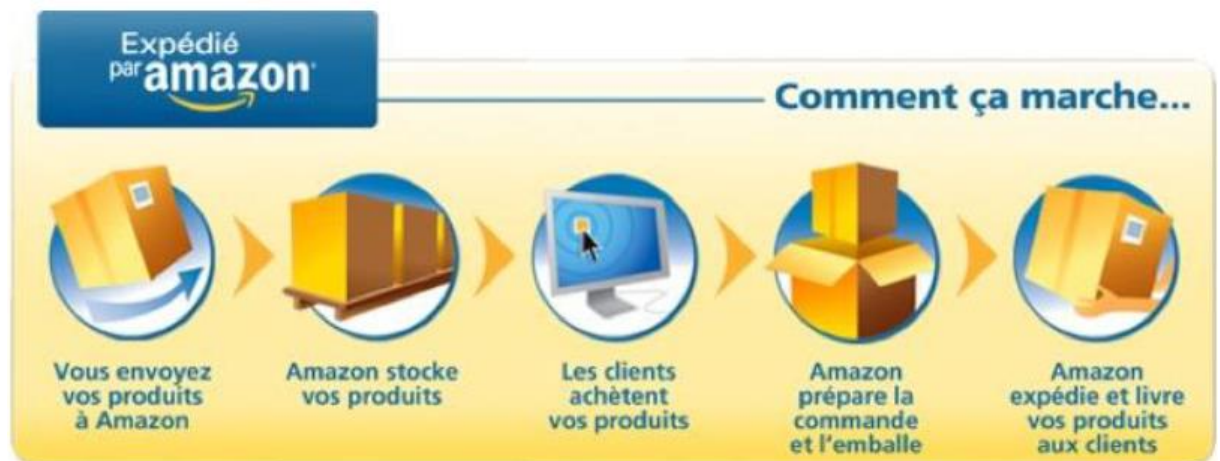 Expédié
par amazon
Comment ça marche...
Vous envoyez
vos produits
à Amazon
Amazon stocke
vos produits
Les clients
achètent
vos produits
Amazon
prépare la
commande
et l'emballe
Amazon
expédie et livre
vos produits
aux clients